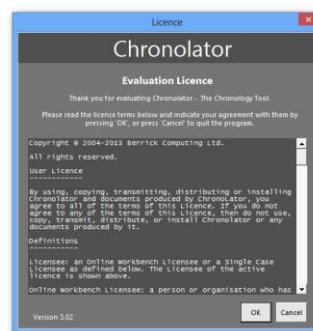 Licence
Chronolator
Evaluation Licence
Thank you for evaluating Chronolator - The Chronology Tool.
Please read the licence terms below and indicate your agreement with them by
pressing 'OK', or press 'Cancel' to quit the program.
Copyright © 2004-2013 Berrick Computing Ltd.
All rights reserved.
User Licence
------------
By using, copying, transmitting, distributing or installing
Chronolator and documents produced by ChronoLator, you
agree to all of the terms of this Licence. If you do not
agree to any of the terms of this Licence, then do not use,
copy, transmit, distribute, or install Chronolator or any
documents produced by it.
Definitions
-----------
Licensee: an Online Workbench Licensee or a Single Case
Licensee as defined below. The Licensee of the active
licence is shown above.
Online Workbench Licensee: a person or organisation who has
Version 3.02
OK
Cancel